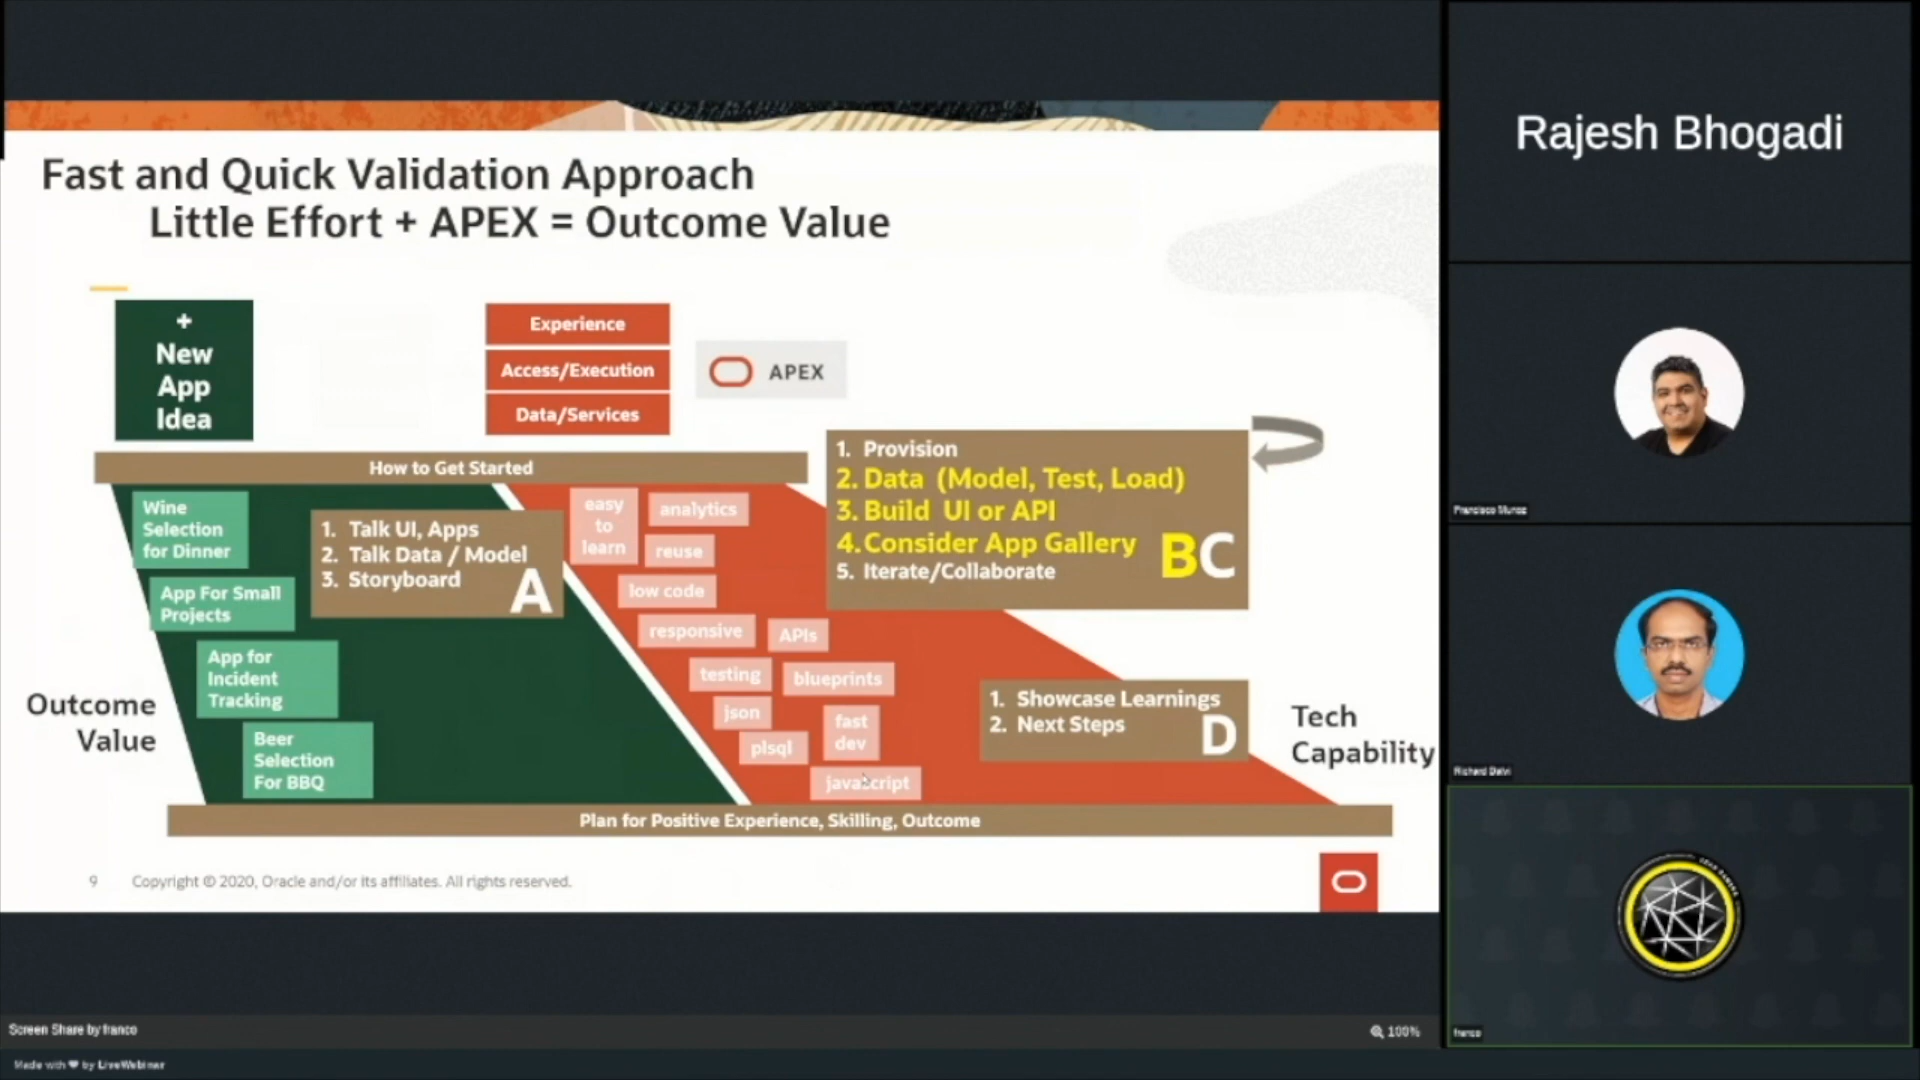 Fast and Quick Validation Approach
Little Effort + APEX = Outcome Value
+
New
App
Idea
Experience
Access/Execution
Data/Services
APEX
How to Get Started
Wine
Selection
for Dinner
App For Small
Projects
App for
Incident
Tracking
Beer
Selection
For BBQ
1. Talk UI, Apps
2. Talk Data / Model
3. Storyboard
A
easy
to
learn
analytics
reuse
low code
responsive
APIs
testing
blueprints
json
fast
dev
plsql
javascript
1. Provision
2. Data (Model, Test, Load)
3. Build UI or API
4. Consider App Gallery
5. Iterate/Collaborate
BC
1. Showcase Learnings
2. Next Steps
D
Outcome
Value
Tech
Capability
Plan for Positive Experience, Skilling, Outcome
9 Copyright © 2020, Oracle and/or its affiliates. All rights reserved.
Screen Share by franco
100%
Made with ❤ by LiveWebinar
Rajesh Bhogadi
Francisco Munoz
Richard
franco